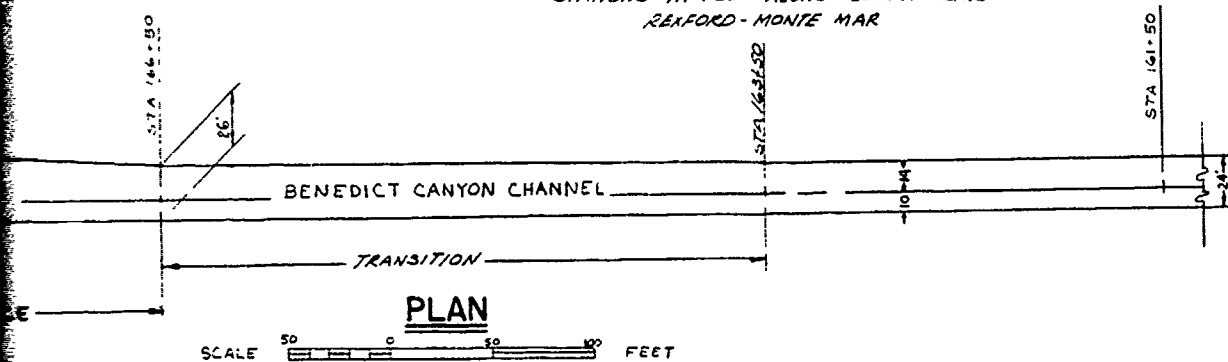 REXFORD - MONTE MAR
STA 166+50
STA 163+50
STA 161+50
26'
BENEDICT CANYON CHANNEL
14
10
24'
TRANSITION
E
PLAN
SCALE 50 0 50 100 FEET